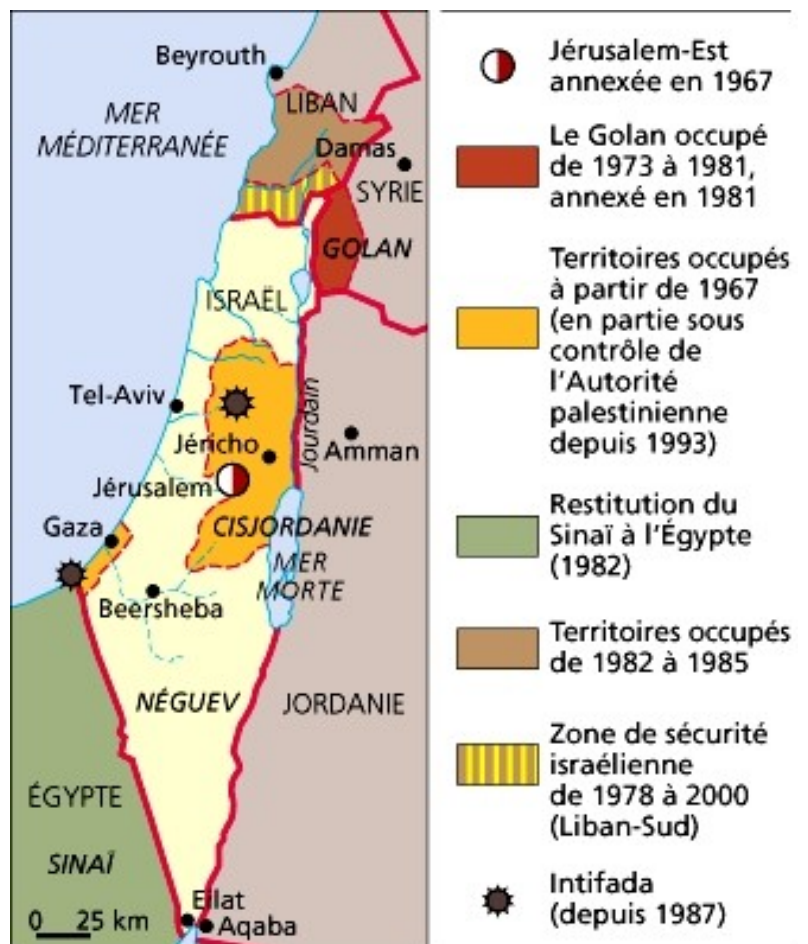 Beyrouth
LIBAN
MER
MÉDITERRANÉE
Damas
SYRIE
GOLAN
ISRAËL
Tel-Aviv
Jourdain
Jéricho
Amman
Jérusalem
Gaza
CISJORDANIE
MER
MORTE
Beersheba
NÉGUEV
JORDANIE
ÉGYPTE
SINAÏ
Eilat
0 25 km
Aqaba
Jérusalem-Est
annexée en 1967
Le Golan occupé
de 1973 à 1981,
annexé en 1981
Territoires occupés
à partir de 1967
(en partie sous
contrôle de
l'Autorité
palestinienne
depuis 1993)
Restitution du
Sinaï à l'Égypte
(1982)
Territoires occupés
de 1982 à 1985
Zone de sécurité
israélienne
de 1978 à 2000
(Liban-Sud)
Intifada
(depuis 1987)